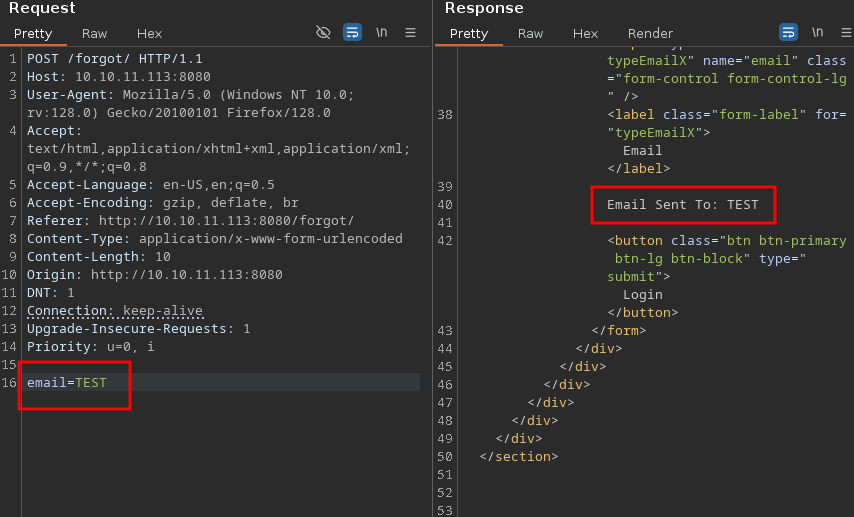 Request
Pretty Raw Hex \n
1 POST /forgot/ HTTP/1.1
2 Host: 10.10.11.113:8080
3 User-Agent: Mozilla/5.0 (Windows NT 10.0;
rv:128.0) Gecko/20100101 Firefox/128.0
4 Accept:
text/html,application/xhtml+xml,application/xml;
q=0.9,*/*;q=0.8
5 Accept-Language: en-US,en;q=0.5
6 Accept-Encoding: gzip, deflate, br
7 Referer: http://10.10.11.113:8080/forgot/
8 Content-Type: application/x-www-form-urlencoded
9 Content-Length: 10
10 Origin: http://10.10.11.113:8080
11 DNT: 1
12 Connection: keep-alive
13 Upgrade-Insecure-Requests: 1
14 Priority: u=0, i
15
16 email=TEST
Response
Pretty Raw Hex Render \n
typeEmailX" name="email" class
="form-control form-control-lg
" />
38 <label class="form-label" for=
"typeEmailX">
Email
</label>
39
40 Email Sent To: TEST
41
42 <button class="btn btn-primary
btn-lg btn-block" type="
submit">
Login
</button>
43 </form>
44 </div>
45 </div>
46 </div>
47 </div>
48 </div>
49 </div>
50 </section>
51
52
53